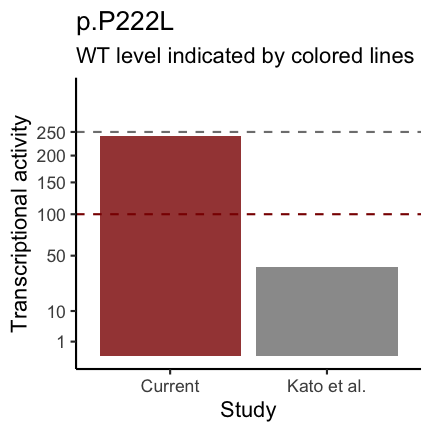 p.P222L
WT level indicated by colored lines
Transcriptional activity
250
200
150
100
50
10
1
Current
Kato et al.
Study